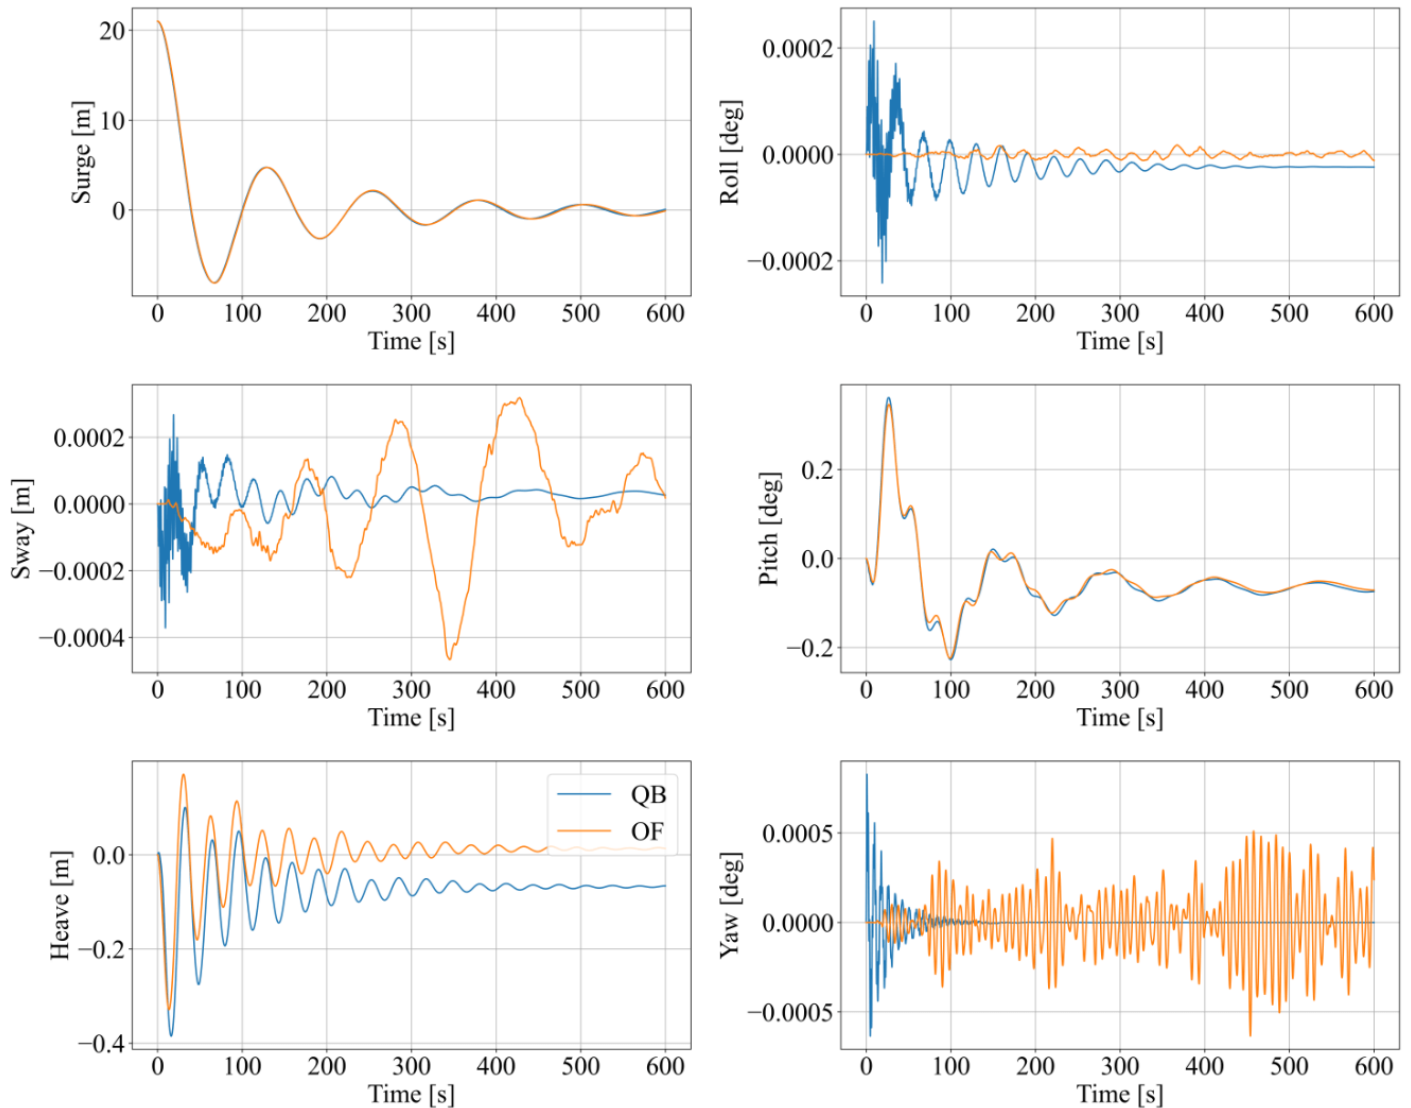 Surge [m]
20
10
0
0 100 200 300 400 500 600
Time [s]
Roll [deg]
0.0002
0.0000
−0.0002
0 100 200 300 400 500 600
Time [s]
Sway [m]
0.0002
0.0000
−0.0002
−0.0004
0 100 200 300 400 500 600
Time [s]
Pitch [deg]
0.2
0.0
−0.2
0 100 200 300 400 500 600
Time [s]
Heave [m]
0.0
−0.2
−0.4
QB
OF
0 100 200 300 400 500 600
Time [s]
Yaw [deg]
0.0005
0.0000
−0.0005
0 100 200 300 400 500 600
Time [s]